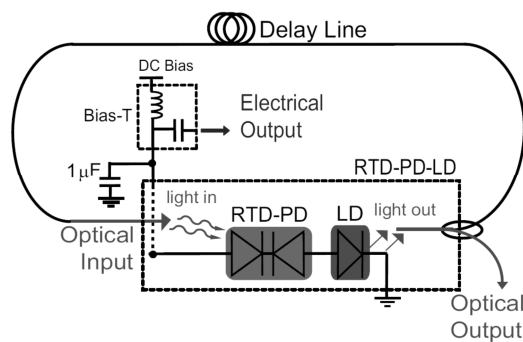 Delay Line
DC Bias
Bias-T
Electrical
Output
1μF
RTD-PD-LD
light in
RTD-PD
LD
light out
Optical
Input
Optical
Output